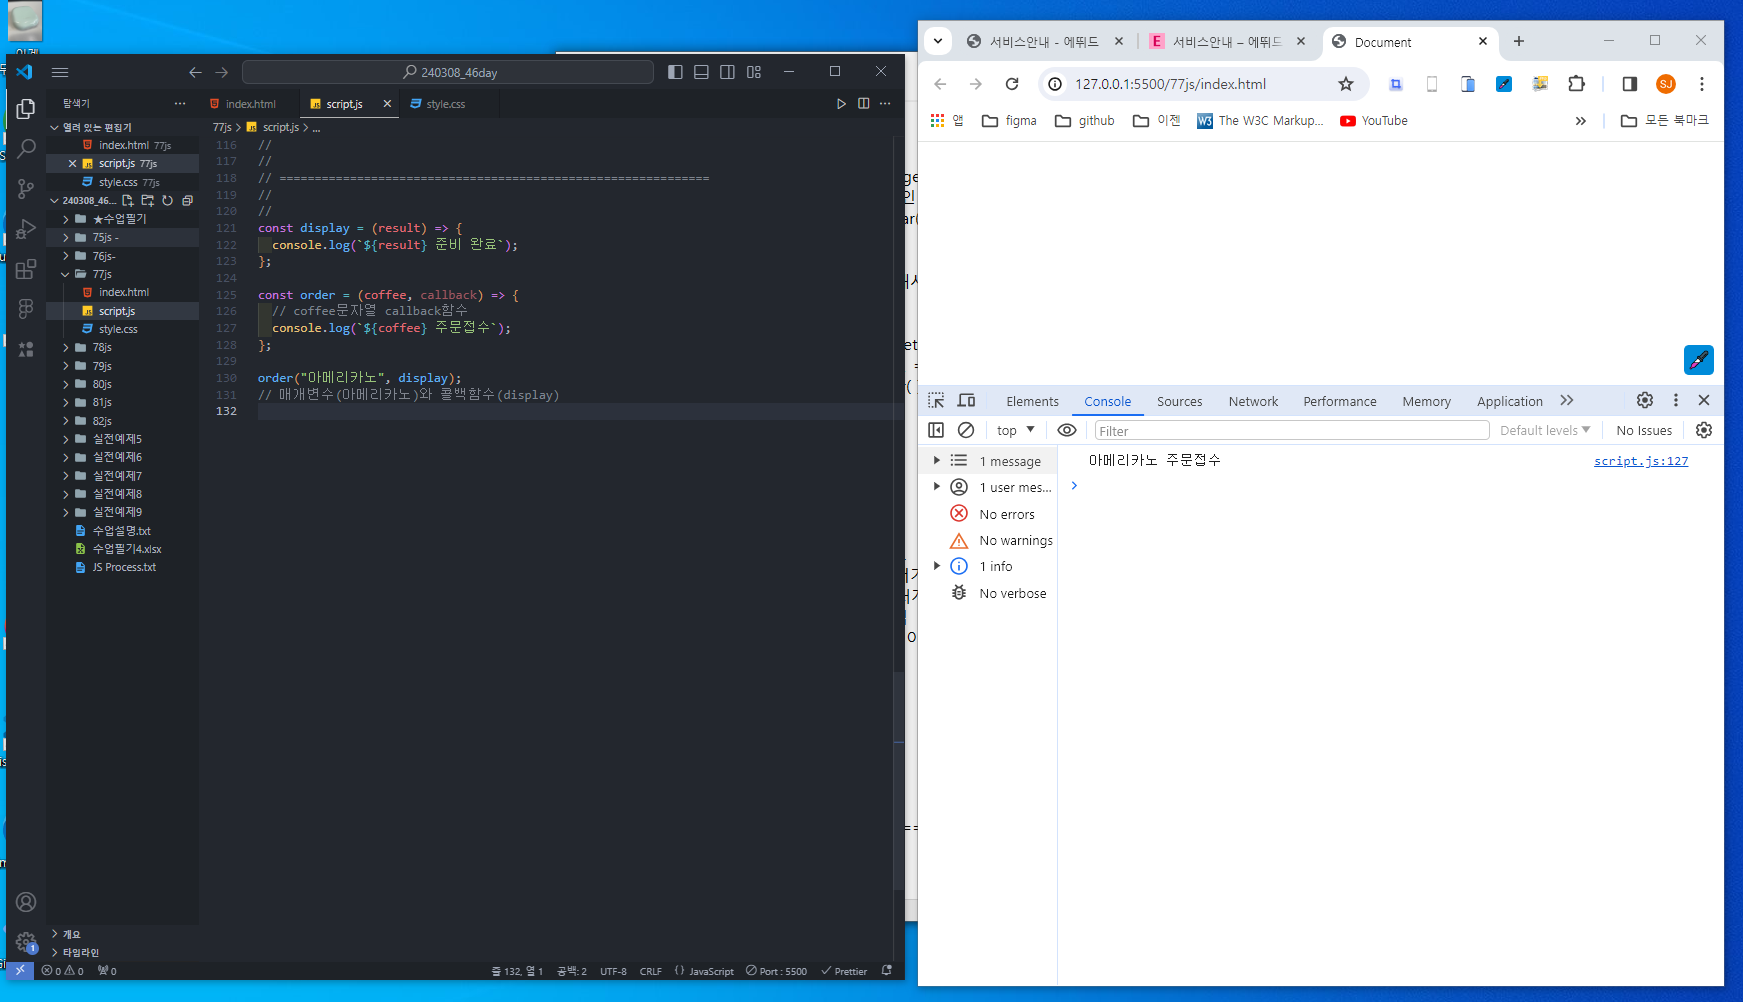 240308_46day
탐색기
index.html
script.js
style.css
열려 있는 편집기
index.html 77js
script.js 77js
style.css 77js
240308_46...
★수업필기
75js -
76js-
77js
index.html
script.js
style.css
78js
79js
80js
81js
82js
실전예제5
실전예제6
실전예제7
실전예제8
실전예제9
수업설명.txt
수업필기4.xlsx
JS Process.txt
개요
타임라인
77js > script.js > ...
116 //
117 //
118 // =============================================================
119 //
120 //
121 const display = (result) => {
122 console.log(`${result} 준비 완료`);
123 };
124
125 const order = (coffee, callback) => {
126 // coffee문자열 callback함수
127 console.log(`${coffee} 주문접수`);
128 };
129
130 order("아메리카노", display);
131 // 매개변수(아메리카노)와 콜백함수(display)
132
0 0 0
줄 132, 열 1 공백: 2 UTF-8 CRLF JavaScript Port : 5500 Prettier
서비스안내 - 에뛰드
서비스안내 – 에뛰드
Document
127.0.0.1:5500/77js/index.html
SJ
앱 figma github 이젠 The W3C Markup... YouTube » 모든 북마크
Elements Console Sources Network Performance Memory Application
top Filter Default levels No Issues
1 message
1 user mes...
No errors
No warnings
1 info
No verbose
아메리카노 주문접수 script.js:127